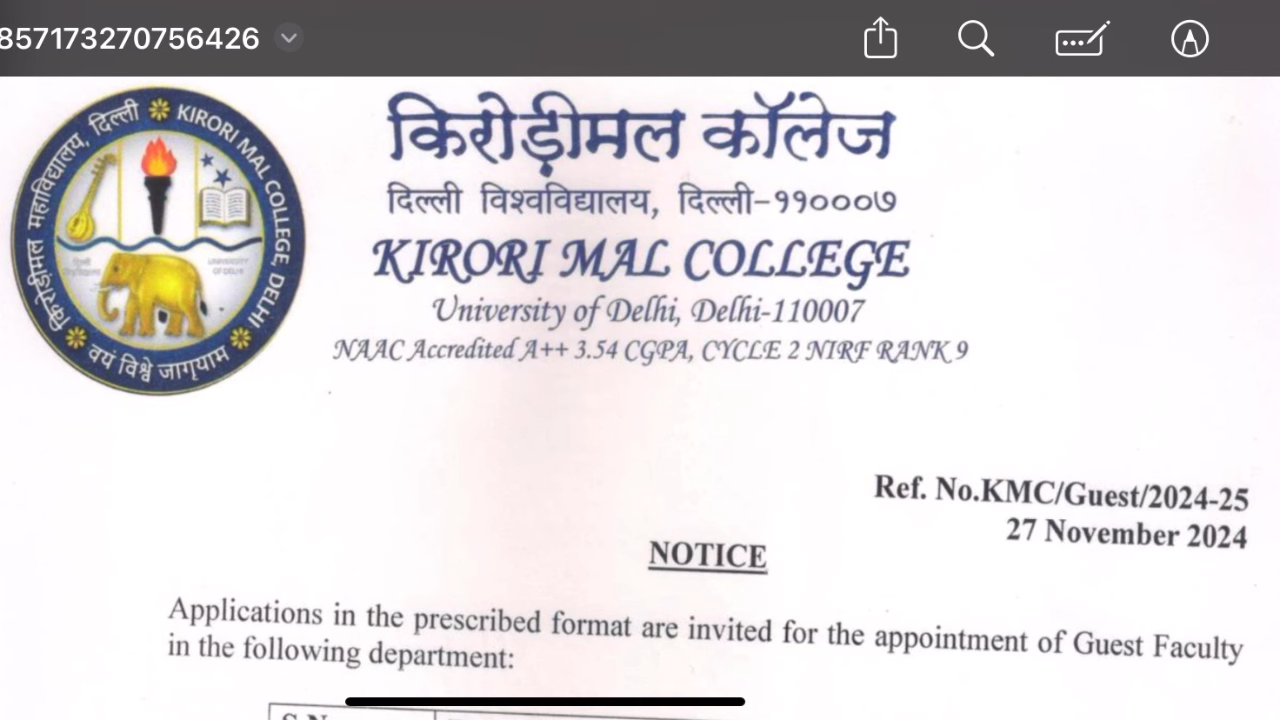 857173270756426
किरोड़ीमल महाविद्यालय, दिल्ली
KIRORI MAL COLLEGE, DELHI
UNIVERSITY
OF DELHI
वयं विश्वे जागृयाम
किरोड़ीमल कॉलेज
दिल्ली विश्वविद्यालय, दिल्ली-११०००७
KIRORI MAL COLLEGE
University of Delhi, Delhi-110007
NAAC Accredited A++ 3.54 CGPA, CYCLE 2 NIRF RANK 9
Ref. No.KMC/Guest/2024-25
27 November 2024
NOTICE
Applications in the prescribed format are invited for the appointment of Guest Faculty
in the following department: